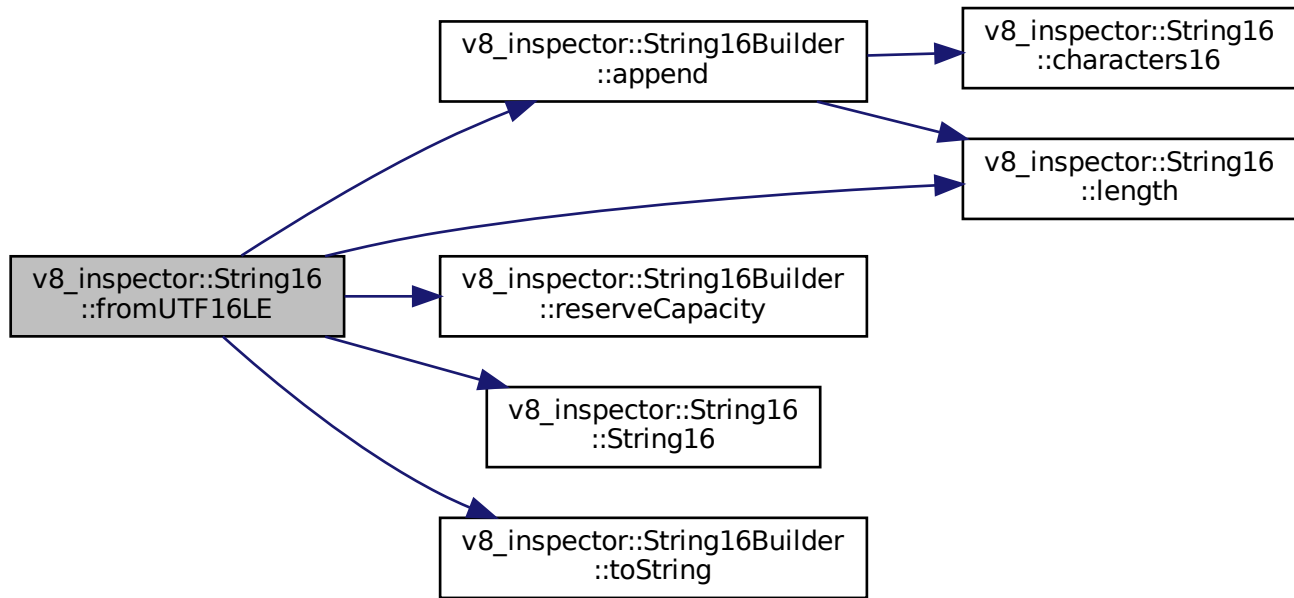 v8_inspector::String16
::fromUTF16LE
v8_inspector::String16Builder
::append
v8_inspector::String16
::characters16
v8_inspector::String16
::length
v8_inspector::String16Builder
::reserveCapacity
v8_inspector::String16
::String16
v8_inspector::String16Builder
::toString